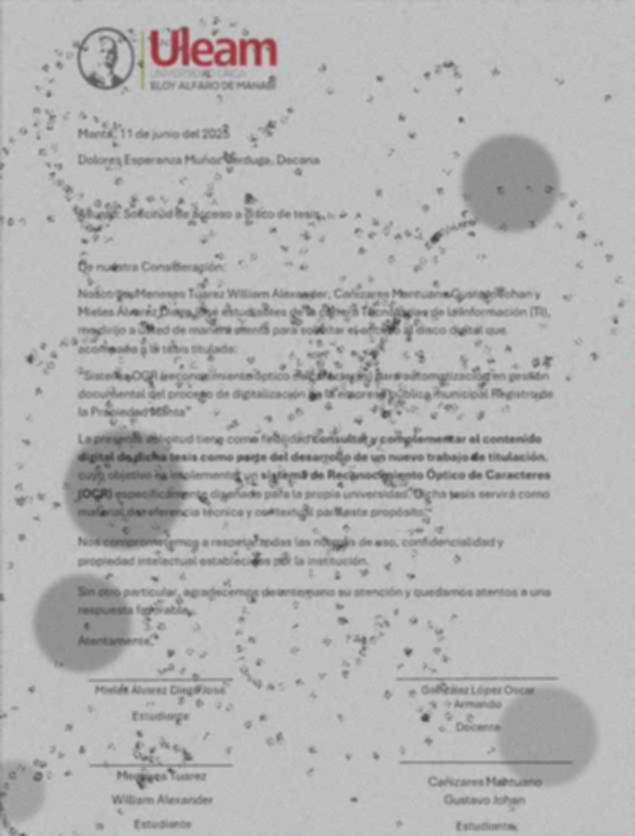 Uleam
UNIVERSIDAD LAICA
ELOY ALFARO DE MANABÍ
Manta, 11 de junio del 2025
Dolores Esperanza Muñoz Verduga, Decana
Asunto: Solicitud de acceso a disco de tesis
De nuestra Consideración:
Nosotros Meneses Tuarez William Alexander, Cañizares Mantuano Gustavo Johan y
Mieles Álvarez Diego José estudiantes de la carrera Tecnologías de la Información (TI),
me dirijo a usted de manera atenta para solicitar el acceso al disco digital que
acompaña a la tesis titulada:
"Sistema OCR (reconocimiento óptico de caracteres) para automatización en gestión
documental del proceso de digitalización de la empresa pública municipal Registro de
la Propiedad Manta"
La presente solicitud tiene como finalidad consultar y complementar el contenido
digital de dicha tesis como parte del desarrollo de un nuevo trabajo de titulación,
cuyo objetivo es implementar un sistema de Reconocimiento Óptico de Caracteres
(OCR) específicamente diseñado para la propia universidad. Dicha tesis servirá como
material de referencia técnica y contextual para este propósito.
Nos comprometemos a respetar todas las normas de uso, confidencialidad y
propiedad intelectual establecidas por la institución.
Sin otro particular, agradecemos de antemano su atención y quedamos atentos a una
respuesta favorable.
Atentamente,
Mieles Álvarez Diego José
González López Oscar
Armando
Estudiante
Docente
Meneses Tuarez
William Alexander
Cañizares Mantuano
Gustavo Johan
Estudiante
Estudiante